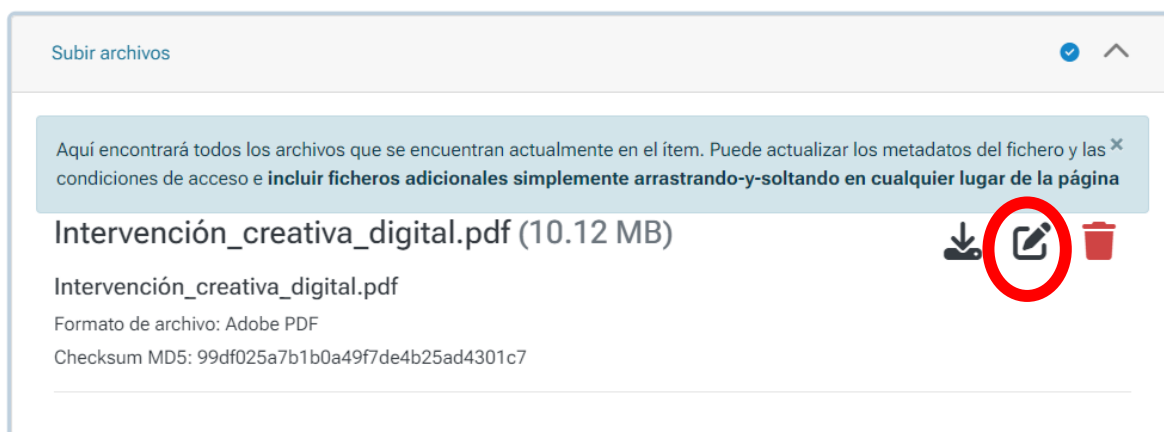 Subir archivos
Aquí encontrará todos los archivos que se encuentran actualmente en el ítem. Puede actualizar los metadatos del fichero y las ×
condiciones de acceso e incluir ficheros adicionales simplemente arrastrando-y-soltando en cualquier lugar de la página
Intervención_creativa_digital.pdf (10.12 MB)
Intervención_creativa_digital.pdf
Formato de archivo: Adobe PDF
Checksum MD5: 99df025a7b1b0a49f7de4b25ad4301c7